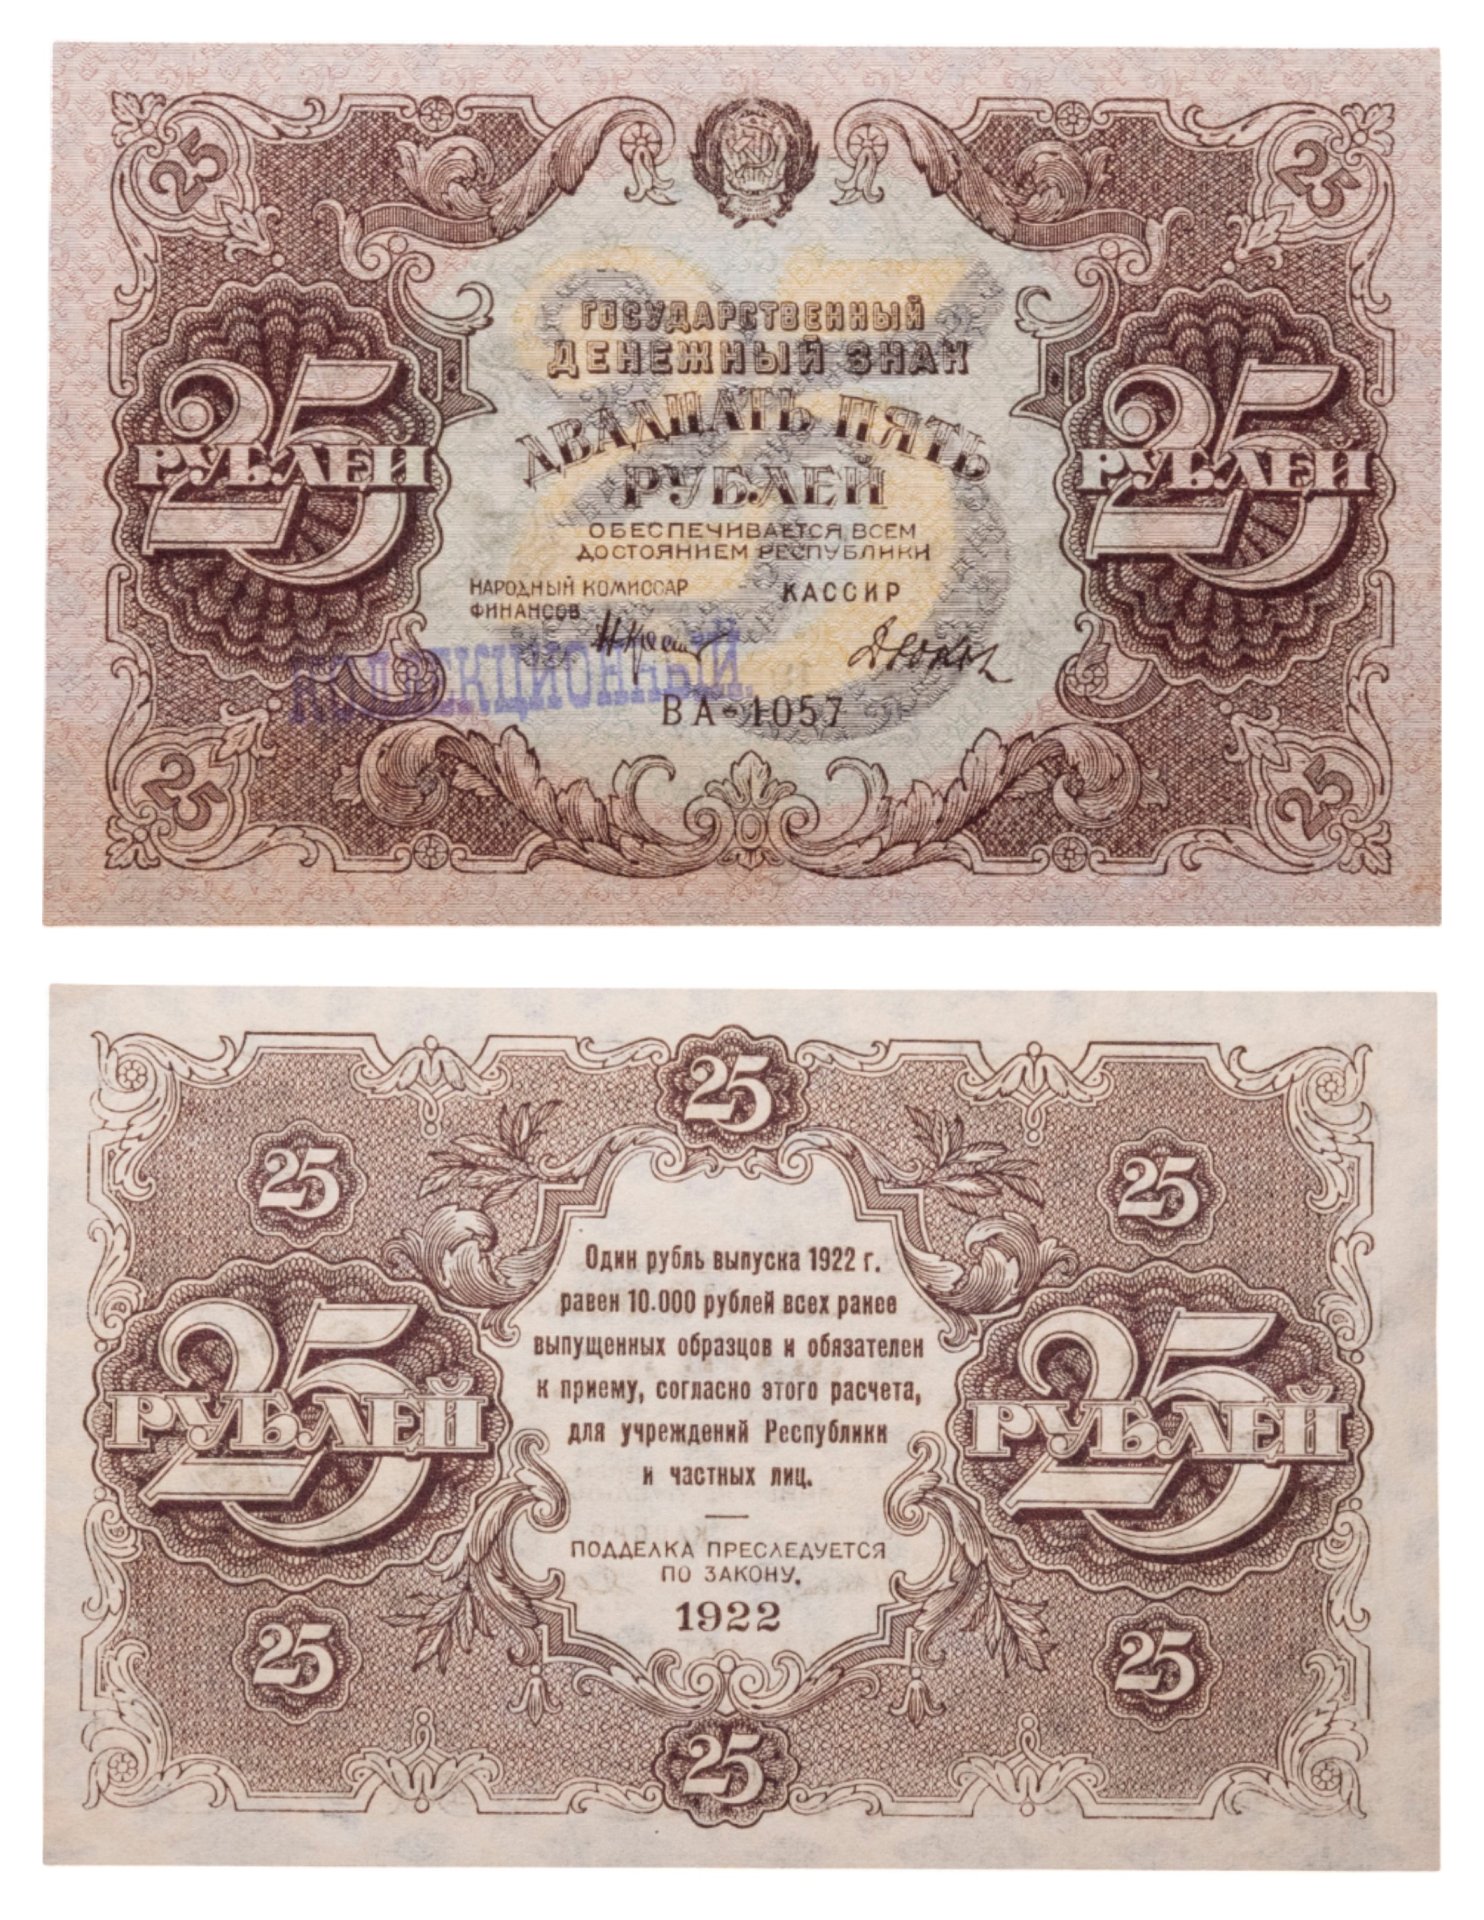 25
25
ГОСУДАРСТВЕННЫЙ
ДЕНЕЖНЫЙ ЗНАК
ДВАДЦАТЬ ПЯТЬ
РУБЛЕЙ
25
РУБЛЕЙ
25
РУБЛЕЙ
ОБЕСПЕЧИВАЕТСЯ ВСЕМ
ДОСТОЯНИЕМ РЕСПУБЛИКИ
НАРОДНЫЙ КОМИССАР
ФИНАНСОВ
КАССИР
КОЛЛЕКЦИОННЫЙ
ВА-1057
25
25
25
25
25
25
РУБЛЕЙ
25
РУБЛЕЙ
Один рубль выпуска 1922 г.
равен 10.000 рублей всех ранее
выпущенных образцов и обязателен
к приему, согласно этого расчета,
для учреждений Республики
и частных лиц.
ПОДДЕЛКА ПРЕСЛЕДУЕТСЯ
ПО ЗАКОНУ.
1922
25
25
25